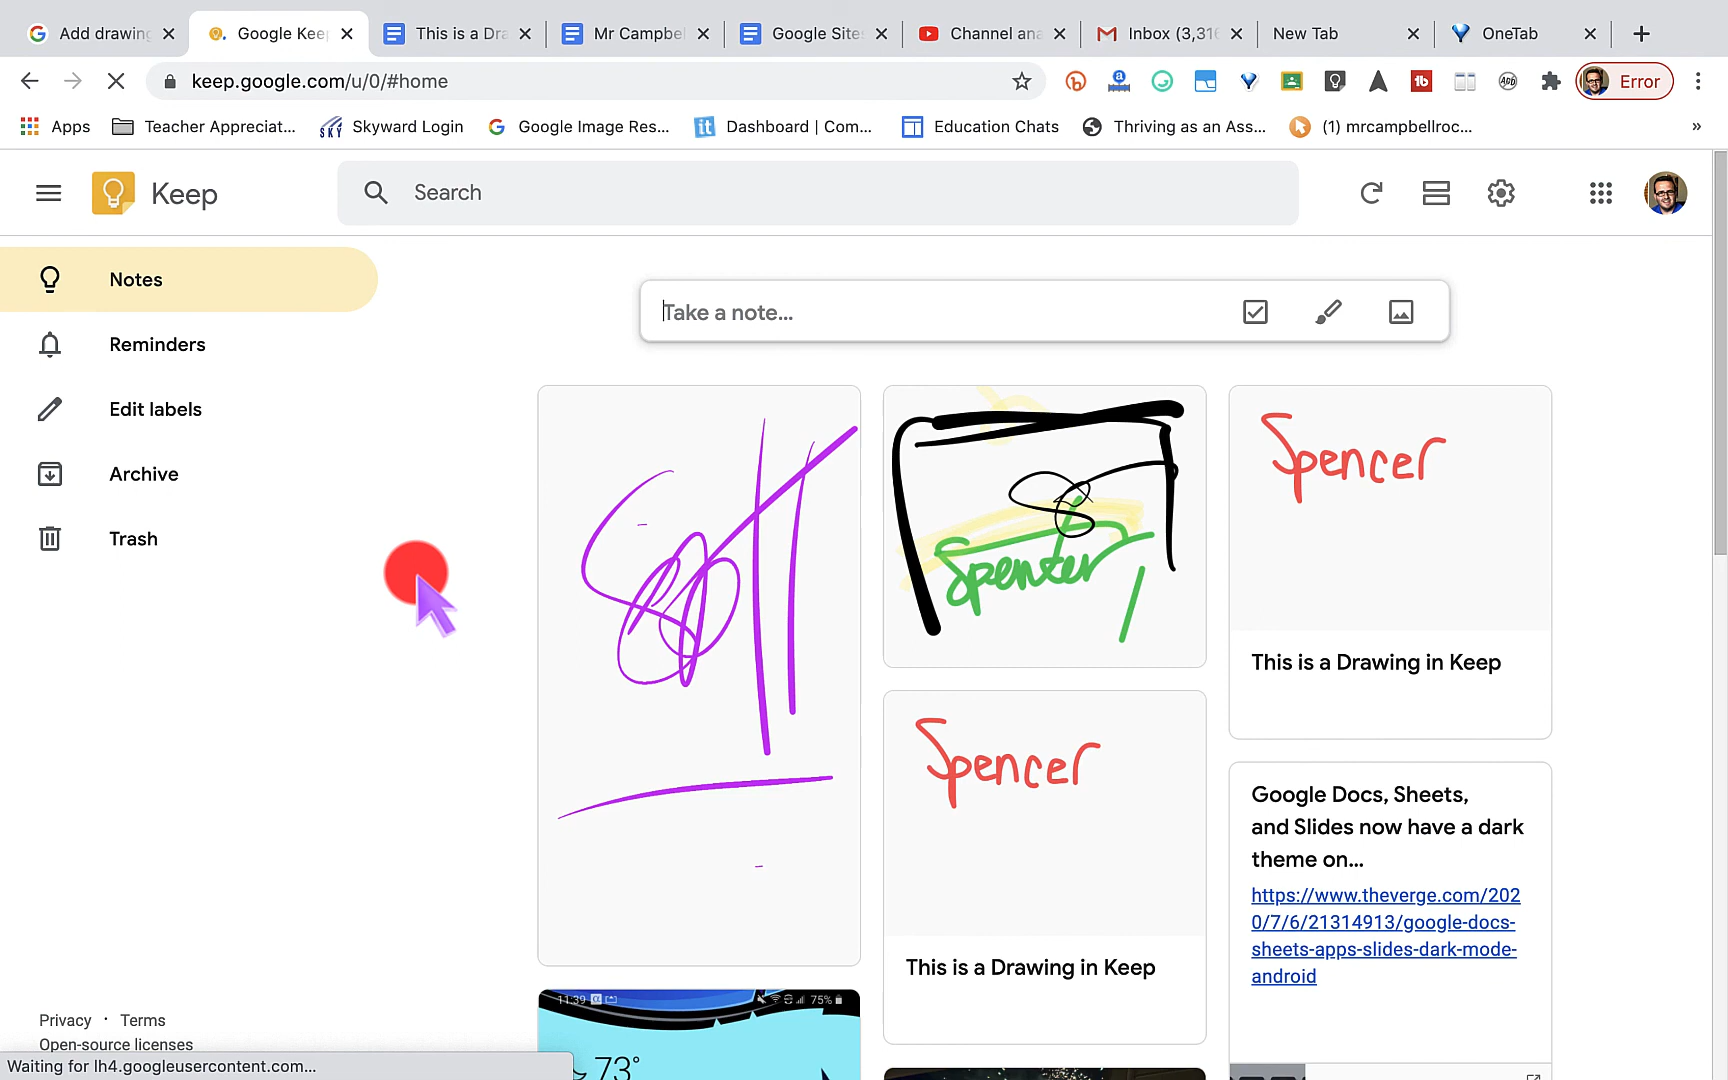 Add drawing
Google Kee
This is a Dra
Mr Campbel
Google Site
Channel ana
Inbox (3,316
New Tab
OneTab
keep.google.com/u/0/#home
Error
Apps
Teacher Appreciat...
Skyward Login
Google Image Res...
Dashboard | Com...
Education Chats
Thriving as an Ass...
(1) mrcampbellroc...
»
Keep
Search
Notes
Reminders
Edit labels
Archive
Trash
Take a note...
Spencer
Spencer
This is a Drawing in Keep
Spencer
This is a Drawing in Keep
Google Docs, Sheets,
and Slides now have a dark
theme on...
https://www.theverge.com/202
0/7/6/21314913/google-docs-
sheets-apps-slides-dark-mode-
android
11:39
75%
73°
Privacy · Terms
Open-source licenses
Waiting for lh4.googleusercontent.com...